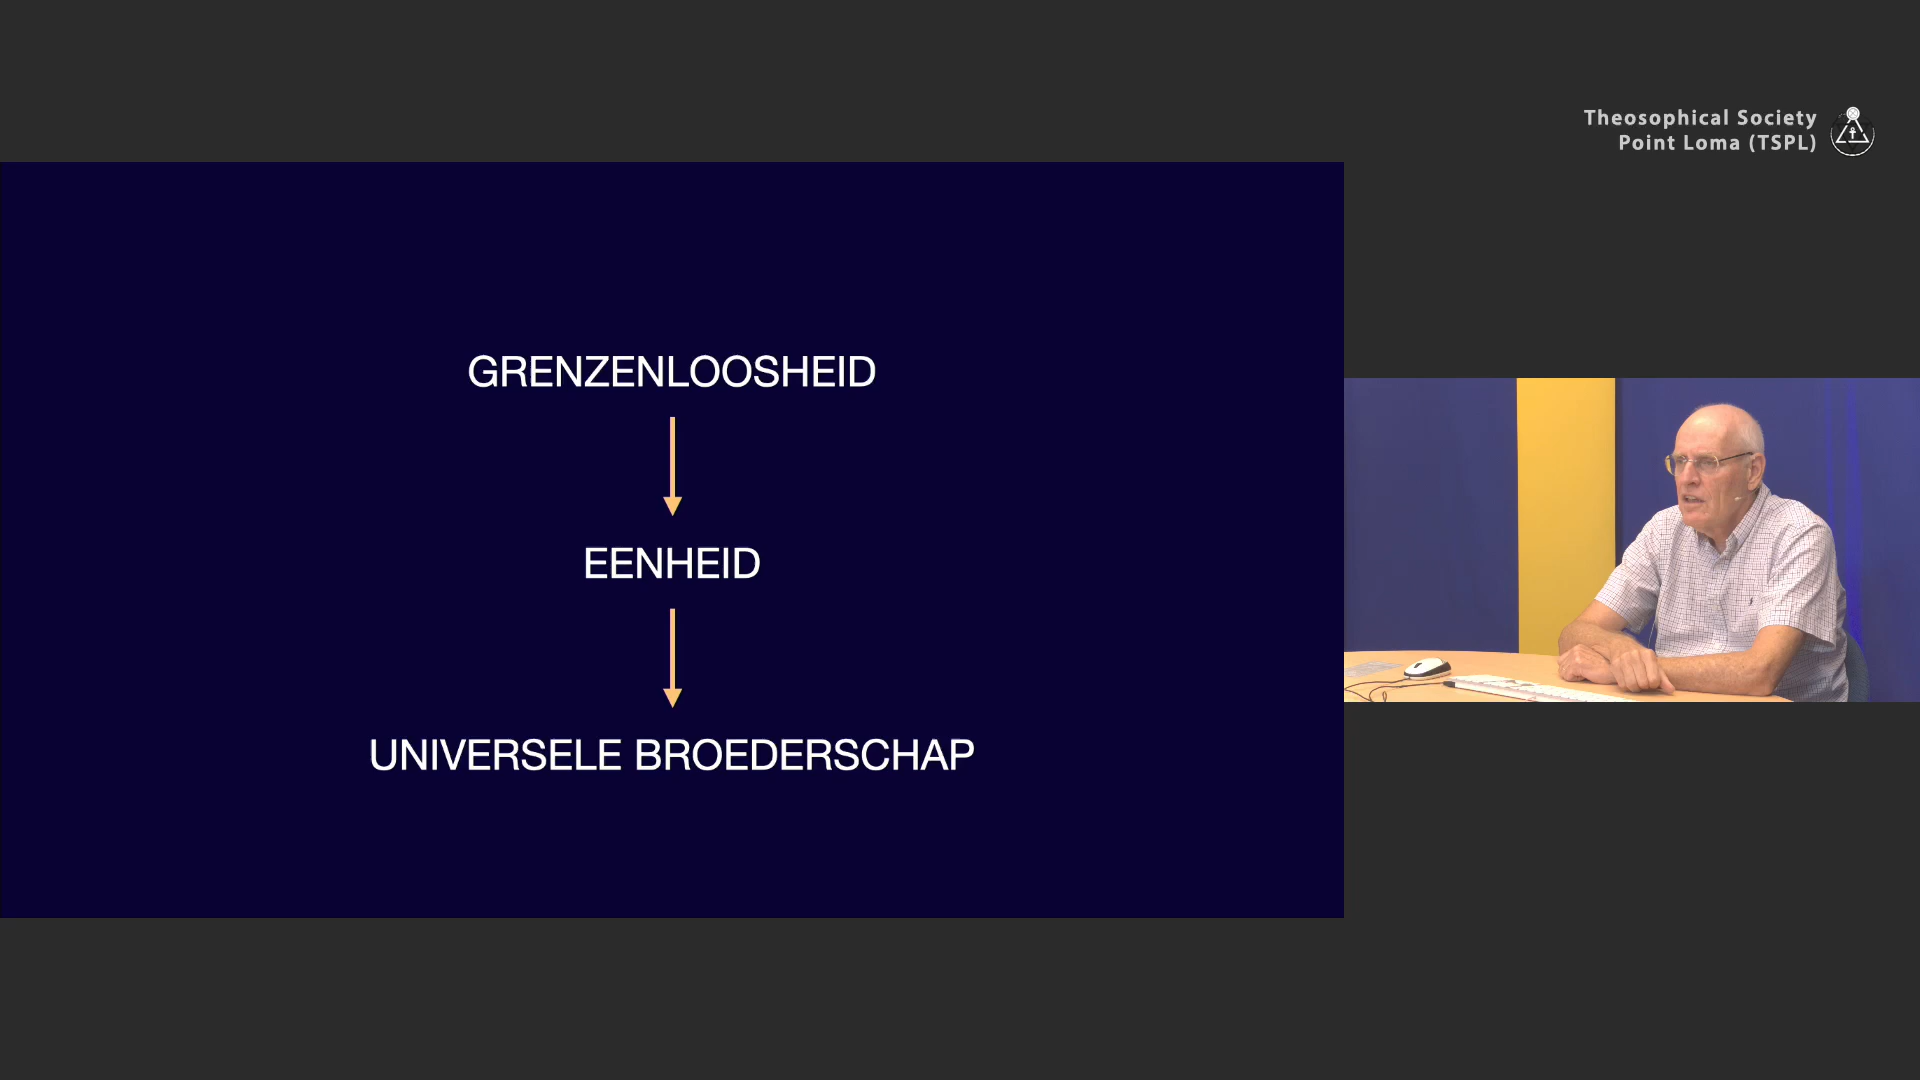 Theosophical Society
Point Loma (TSPL)
GRENZENLOOSHEID
EENHEID
UNIVERSELE BROEDERSCHAP